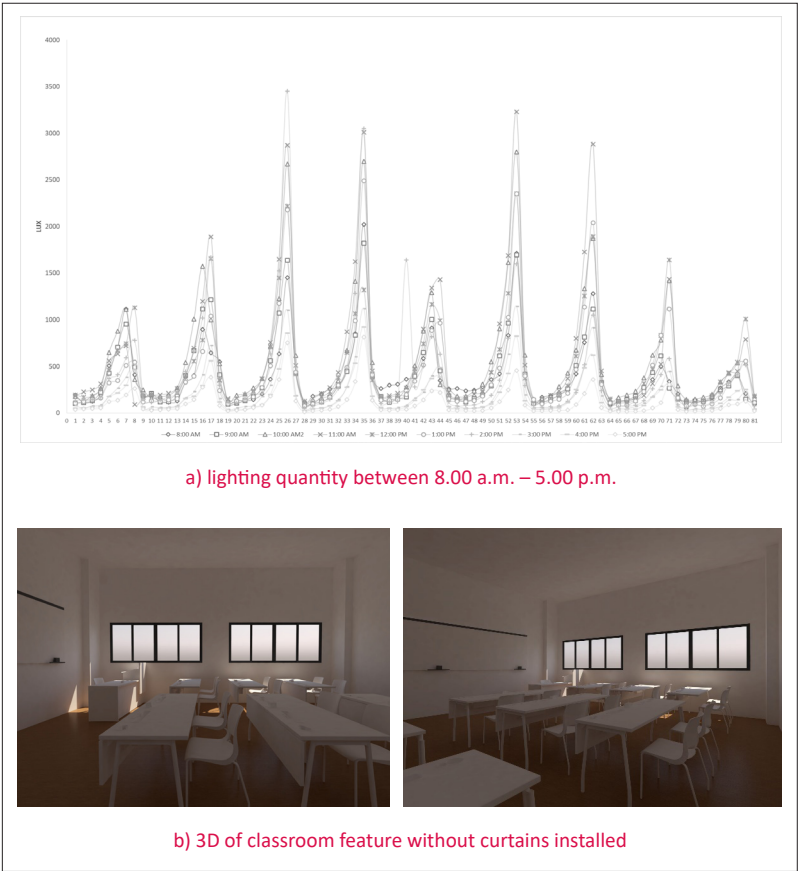 4000
3500
3000
2500
2000
1500
1000
500
0
LUX
0 1 2 3 4 5 6 7 8 9 10 11 12 13 14 15 16 17 18 19 20 21 22 23 24 25 26 27 28 29 30 31 32 33 34 35 36 37 38 39 40 41 42 43 44 45 46 47 48 49 50 51 52 53 54 55 56 57 58 59 60 61 62 63 64 65 66 67 68 69 70 71 72 73 74 75 76 77 78 79 80 81
8:00 AM 9:00 AM 10:00 AM2 11:00 AM 12:00 PM 1:00 PM 2:00 PM 3:00 PM 4:00 PM 5:00 PM
a) lighting quantity between 8.00 a.m. – 5.00 p.m.
b) 3D of classroom feature without curtains installed